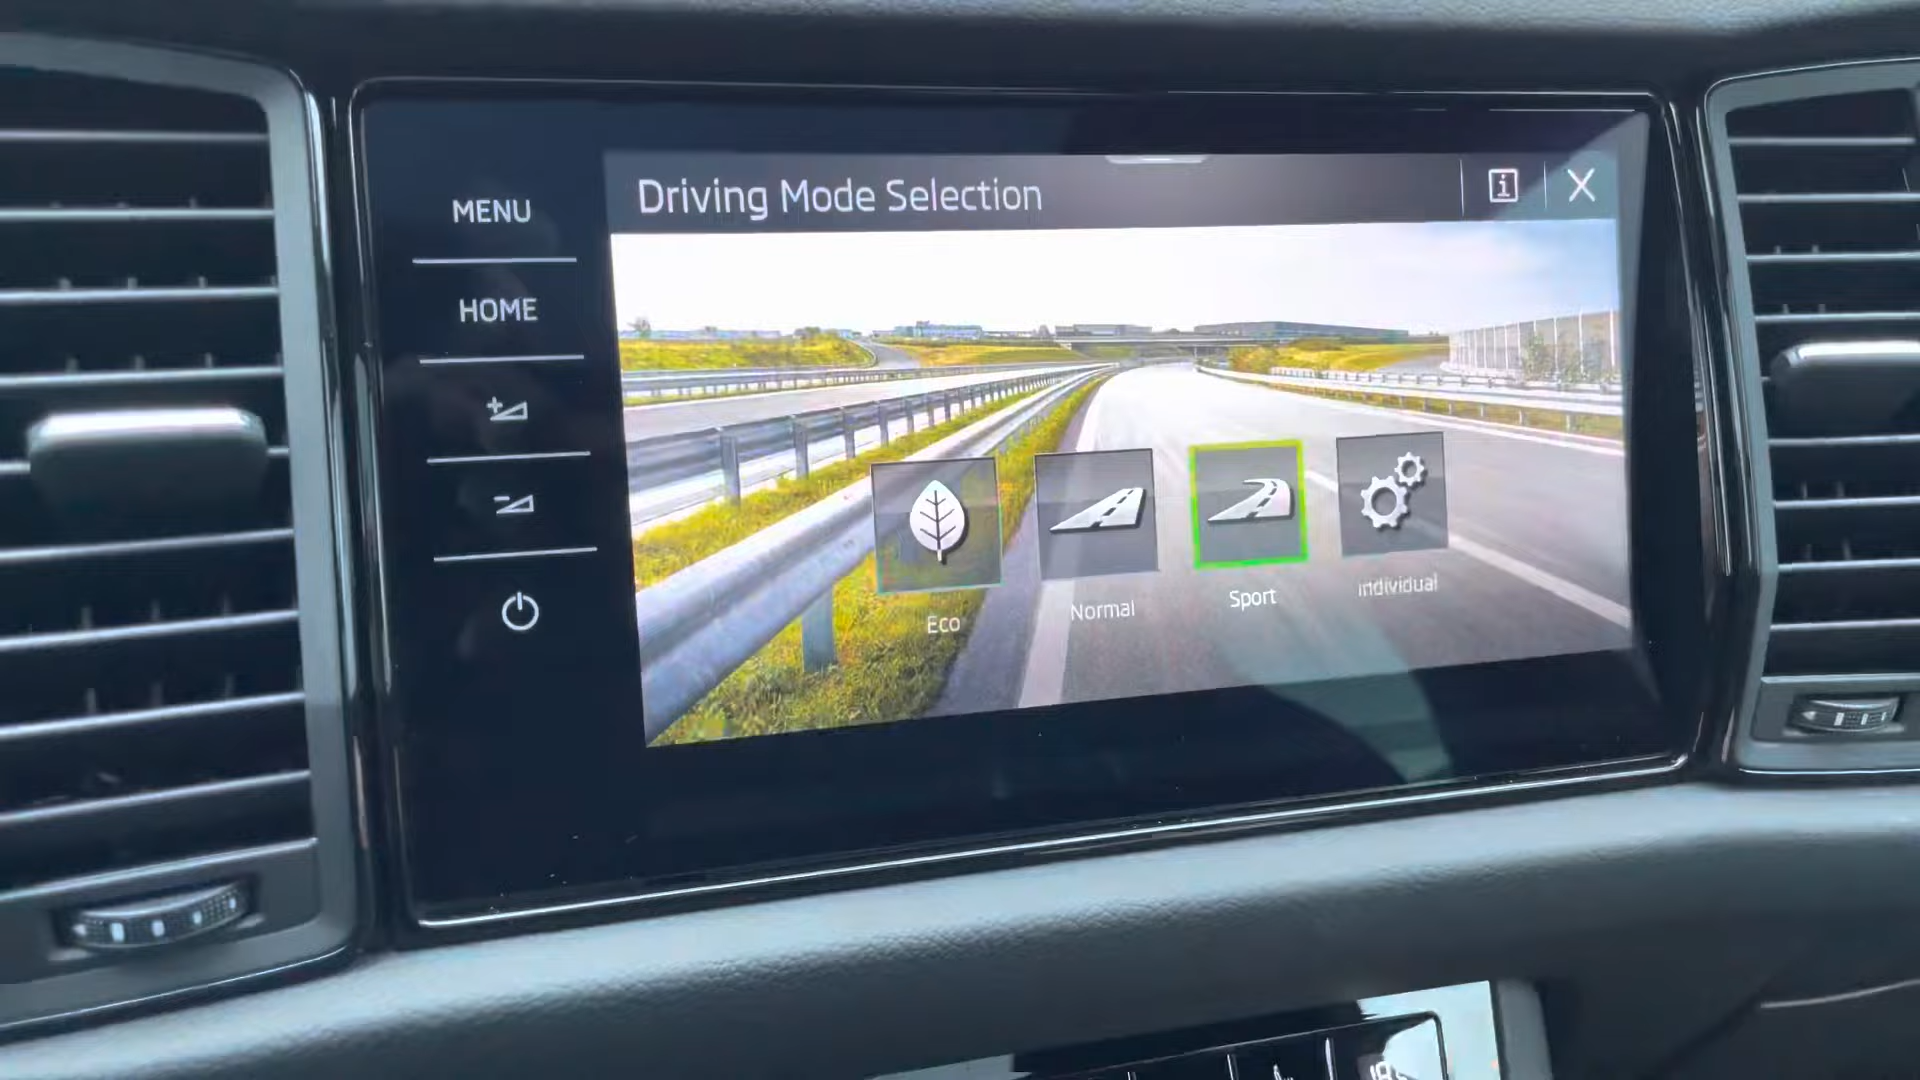 MENU
HOME
Driving Mode Selection
i
X
Eco
Normal
Sport
Individual